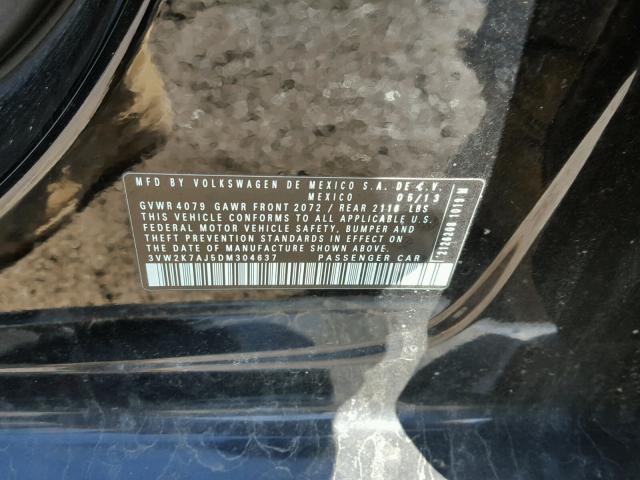 MFD BY VOLKSWAGEN DE MEXICO S.A. DE C.V.
MEXICO 05/13
GVWR 4079 GAWR FRONT 2072 / REAR 2116 LBS
THIS VEHICLE CONFORMS TO ALL APPLICABLE U.S.
FEDERAL MOTOR VEHICLE SAFETY, BUMPER AND
THEFT PREVENTION STANDARDS IN EFFECT ON
THE DATE OF MANUFACTURE SHOWN ABOVE.
3VW2K7AJ5DM304637 PASSENGER CAR
1019 M